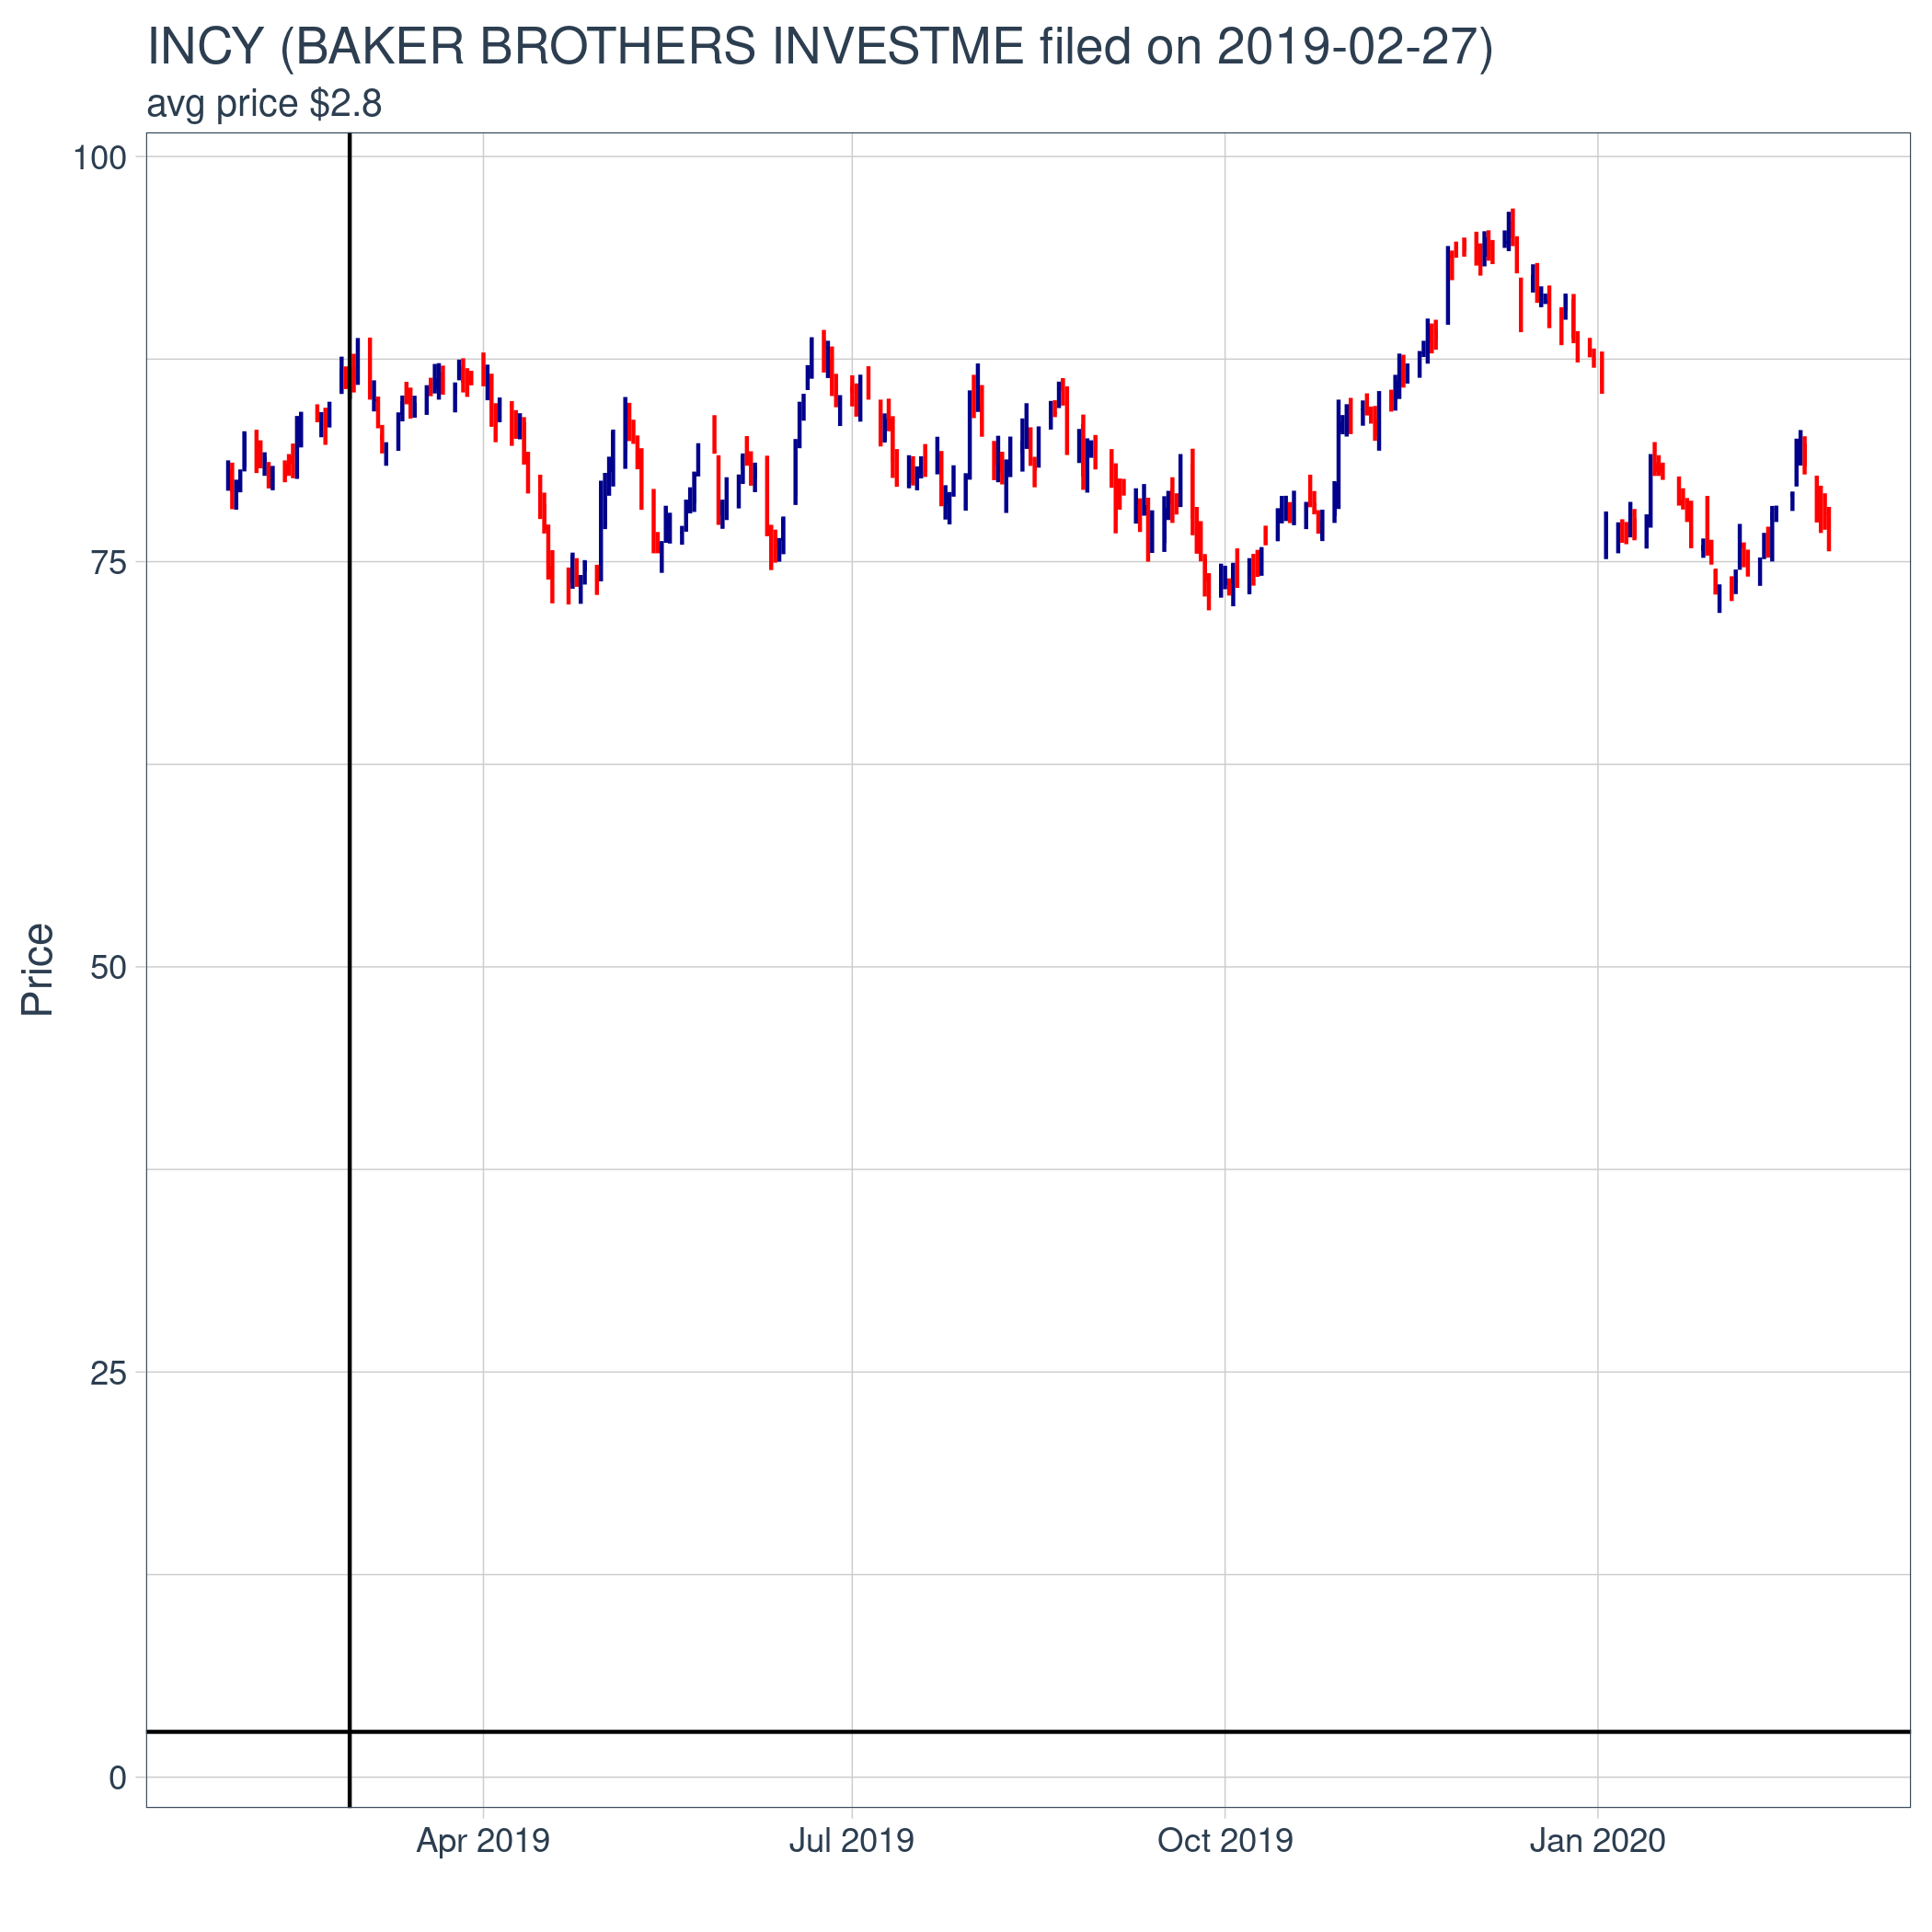 INCY (BAKER BROTHERS INVESTME filed on 2019-02-27)
avg price $2.8
100
75
50
25
0
Price
Apr 2019
Jul 2019
Oct 2019
Jan 2020